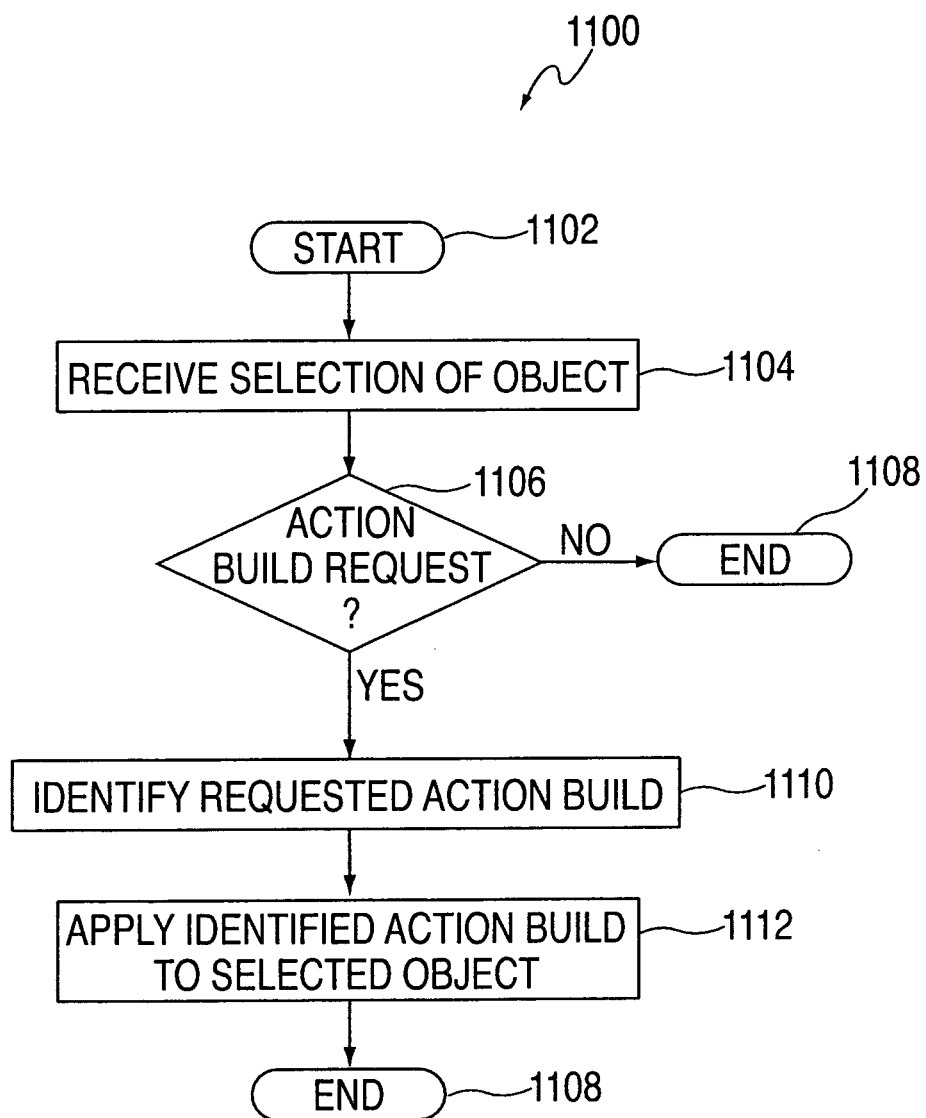 1100
START
1102
RECEIVE SELECTION OF OBJECT
1104
1106
ACTION
BUILD REQUEST
?
NO
1108
END
YES
IDENTIFY REQUESTED ACTION BUILD
1110
APPLY IDENTIFIED ACTION BUILD
TO SELECTED OBJECT
1112
END
1108